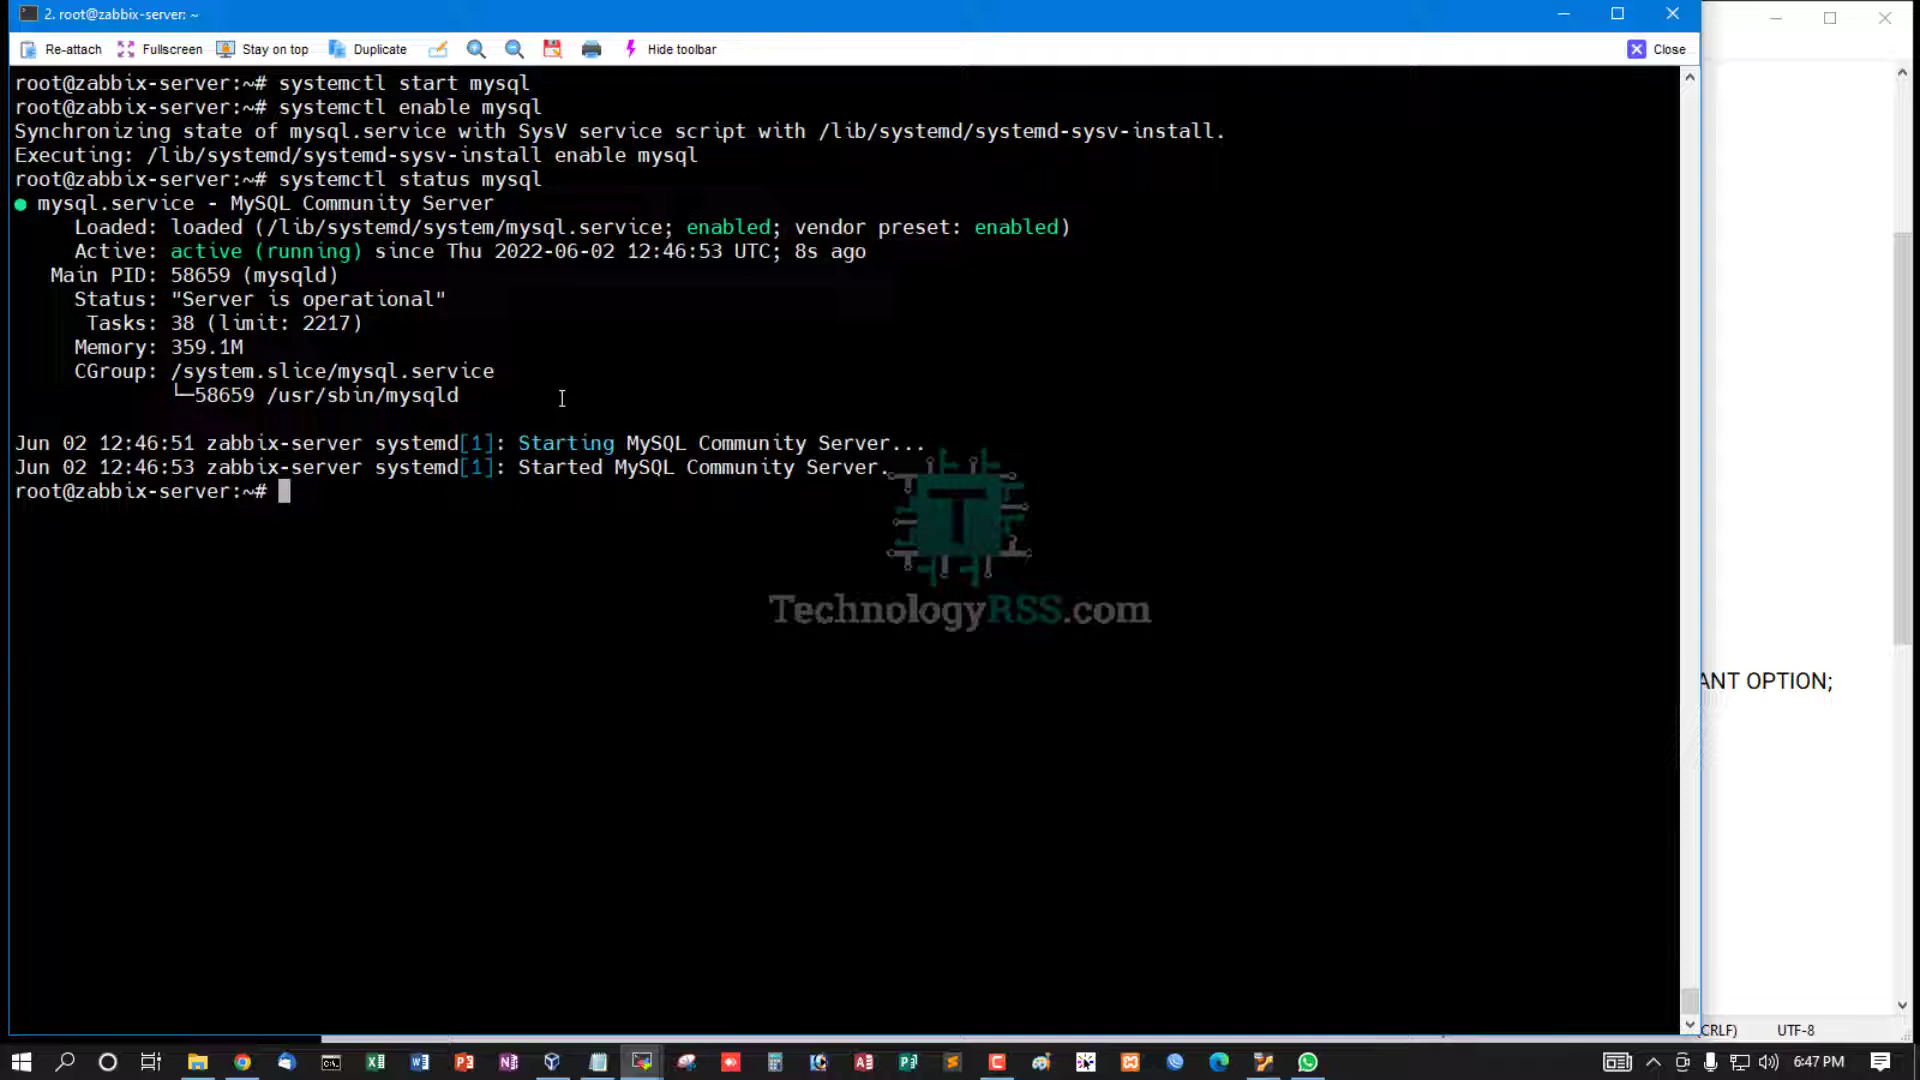 2. root@zabbix-server: ~
Re-attach Fullscreen Stay on top Duplicate Hide toolbar Close
root@zabbix-server:~# systemctl start mysql
root@zabbix-server:~# systemctl enable mysql
Synchronizing state of mysql.service with SysV service script with /lib/systemd/systemd-sysv-install.
Executing: /lib/systemd/systemd-sysv-install enable mysql
root@zabbix-server:~# systemctl status mysql
● mysql.service - MySQL Community Server
Loaded: loaded (/lib/systemd/system/mysql.service; enabled; vendor preset: enabled)
Active: active (running) since Thu 2022-06-02 12:46:53 UTC; 8s ago
Main PID: 58659 (mysqld)
Status: "Server is operational"
Tasks: 38 (limit: 2217)
Memory: 359.1M
CGroup: /system.slice/mysql.service
└─58659 /usr/sbin/mysqld
Jun 02 12:46:51 zabbix-server systemd[1]: Starting MySQL Community Server...
Jun 02 12:46:53 zabbix-server systemd[1]: Started MySQL Community Server.
root@zabbix-server:~#
T
TechnologyRSS.com
ANT OPTION;
CRLF) UTF-8
6:47 PM